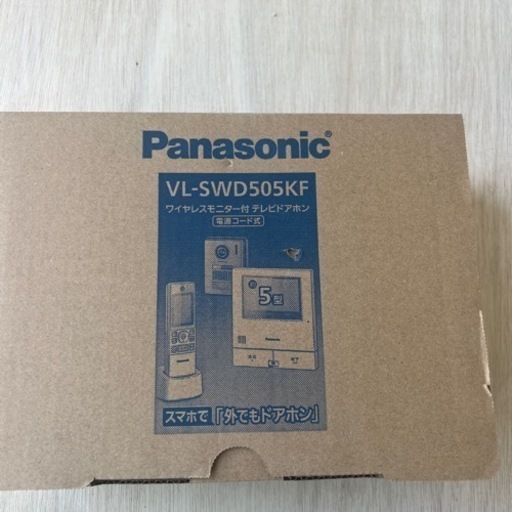 Panasonic
VL-SWD505KF
ワイヤレスモニター付 テレビドアホン
電源コード式
約
5型
スマホで「外でもドアホン」